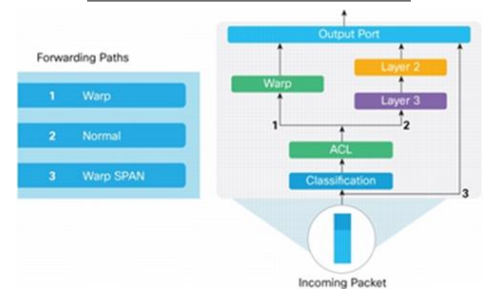 Forwarding Paths
1 Warp
2 Normal
3 Warp SPAN
Output Port
Layer 2
Warp
Layer 3
1
2
ACL
Classification
3
Incoming Packet